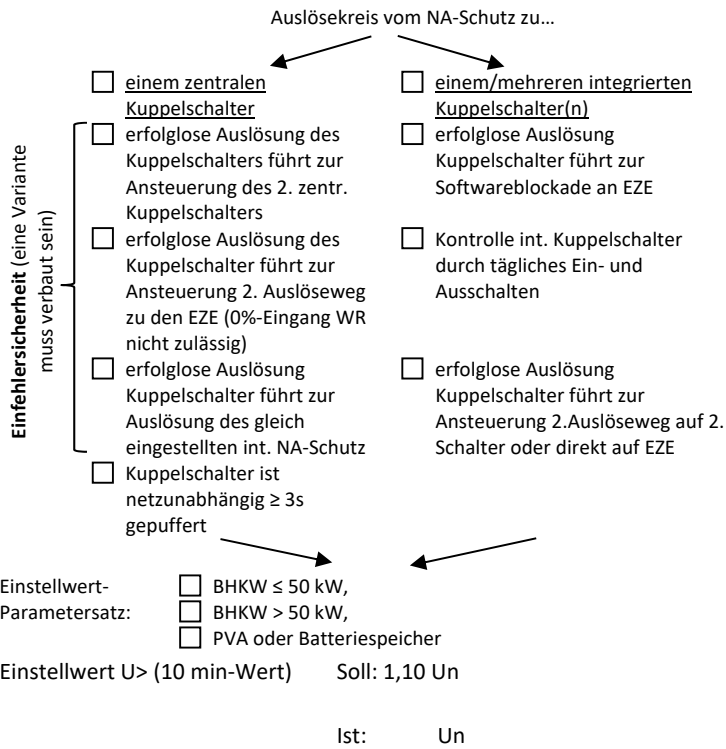 Auslösekreis vom NA-Schutz zu…
einem zentralen
Kuppelschalter
erfolglose Auslösung des
Kuppelschalters führt zur
Ansteuerung des 2. zentr.
Kuppelschalters
erfolglose Auslösung des
Kuppelschalter führt zur
Ansteuerung 2. Auslöseweg
zu den EZE (0%-Eingang WR
nicht zulässig)
erfolglose Auslösung
Kuppelschalter führt zur
Auslösung des gleich
eingestellten int. NA-Schutz
Kuppelschalter ist
netzunabhängig ≥ 3s
gepuffert
einem/mehreren integrierten
Kuppelschalter(n)
erfolglose Auslösung
Kuppelschalter führt zur
Softwareblockade an EZE
Kontrolle int. Kuppelschalter
durch tägliches Ein- und
Ausschalten
erfolglose Auslösung
Kuppelschalter führt zur
Ansteuerung 2.Auslöseweg auf 2.
Schalter oder direkt auf EZE
Einfehlersicherheit (eine Variante
muss verbaut sein)
Einstellwert-
Parametersatz:
BHKW ≤ 50 kW,
BHKW > 50 kW,
PVA oder Batteriespeicher
Einstellwert U> (10 min-Wert) Soll: 1,10 Un
Ist: Un